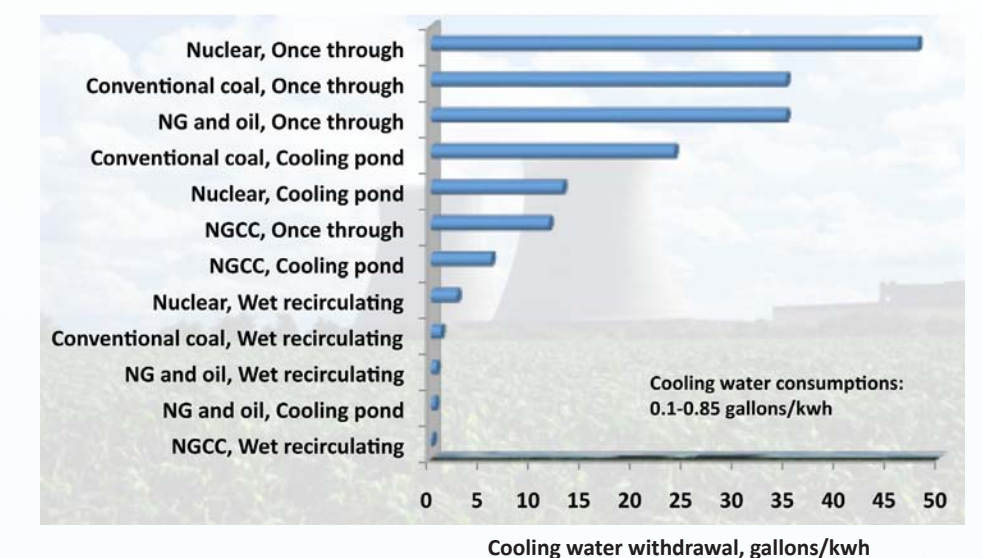 Nuclear, Once through
Conventional coal, Once through
NG and oil, Once through
Conventional coal, Cooling pond
Nuclear, Cooling pond
NGCC, Once through
NGCC, Cooling pond
Nuclear, Wet recirculating
Conventional coal, Wet recirculating
NG and oil, Wet recirculating
NG and oil, Cooling pond
NGCC, Wet recirculating
Cooling water consumptions:
0.1-0.85 gallons/kwh
0 5 10 15 20 25 30 35 40 45 50
Cooling water withdrawal, gallons/kwh